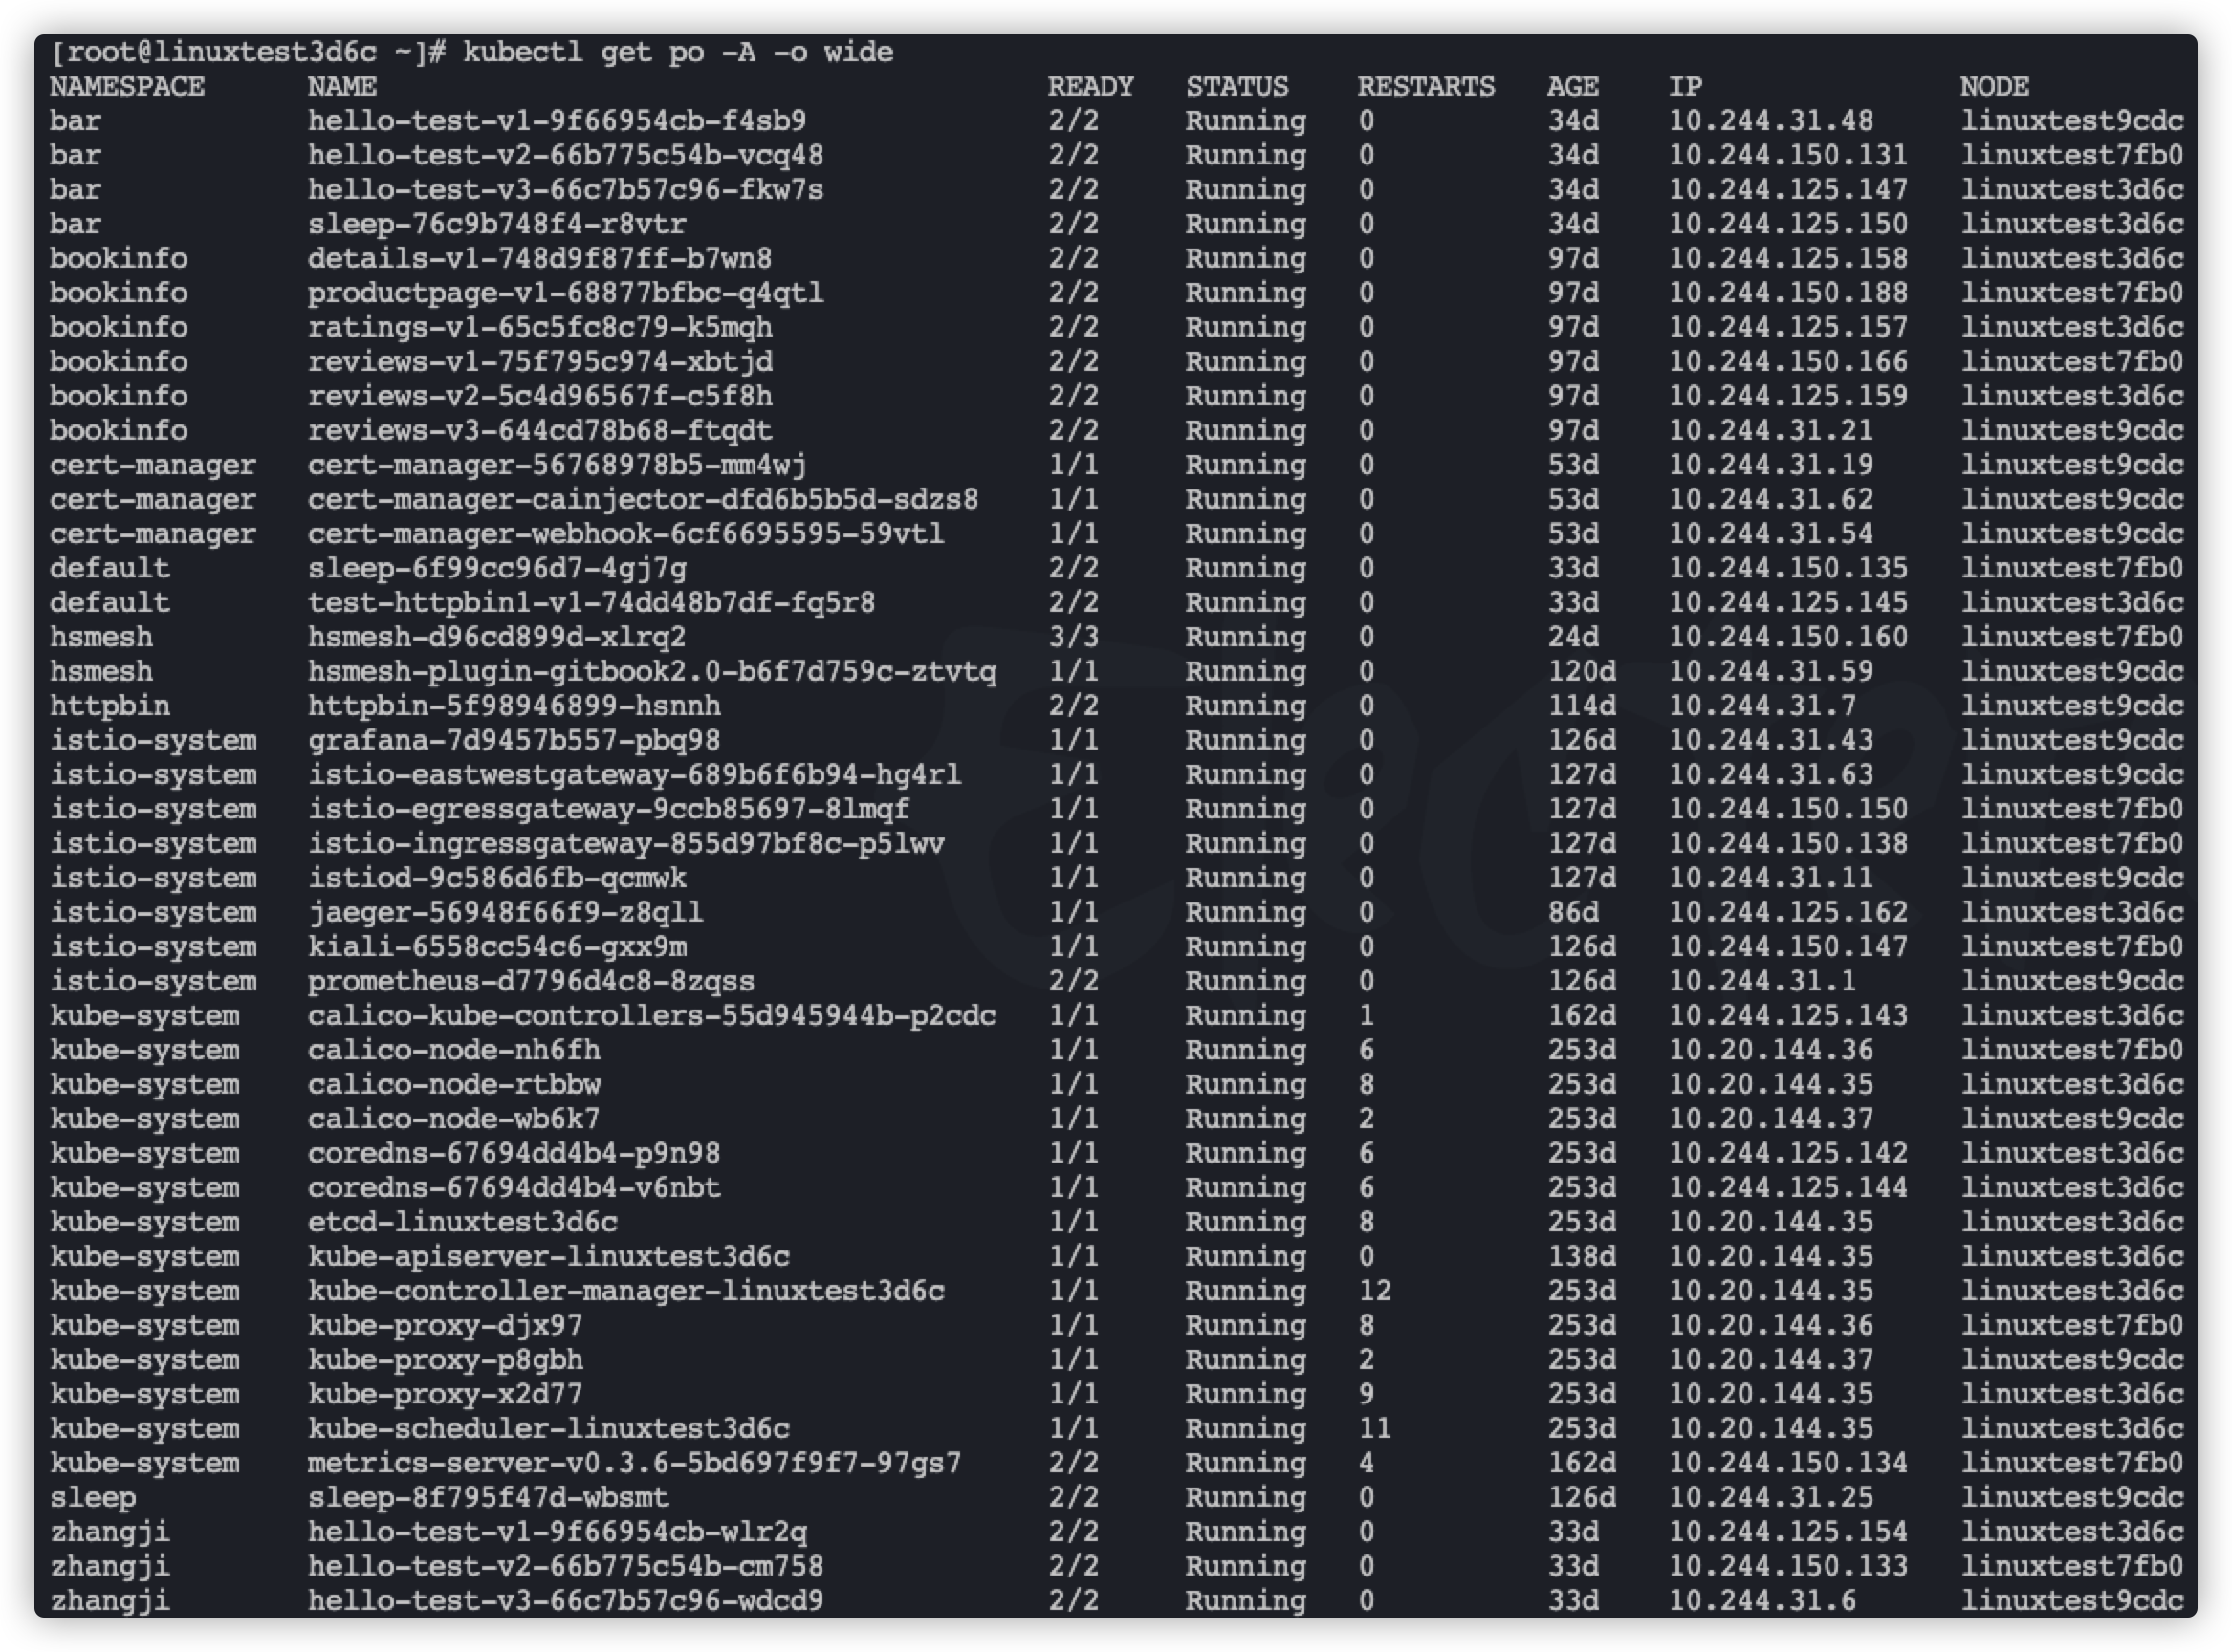 [root@linuxtest3d6c ~]# kubectl get po -A -o wide
NAMESPACE NAME READY STATUS RESTARTS AGE IP NODE
bar hello-test-v1-9f66954cb-f4sb9 2/2 Running 0 34d 10.244.31.48 linuxtest9cdc
bar hello-test-v2-66b775c54b-vcq48 2/2 Running 0 34d 10.244.150.131 linuxtest7fb0
bar hello-test-v3-66c7b57c96-fkw7s 2/2 Running 0 34d 10.244.125.147 linuxtest3d6c
bar sleep-76c9b748f4-r8vtr 2/2 Running 0 34d 10.244.125.150 linuxtest3d6c
bookinfo details-v1-748d9f87ff-b7wn8 2/2 Running 0 97d 10.244.125.158 linuxtest3d6c
bookinfo productpage-v1-68877bfbc-q4qtl 2/2 Running 0 97d 10.244.150.188 linuxtest7fb0
bookinfo ratings-v1-65c5fc8c79-k5mqh 2/2 Running 0 97d 10.244.125.157 linuxtest3d6c
bookinfo reviews-v1-75f795c974-xbtjd 2/2 Running 0 97d 10.244.150.166 linuxtest7fb0
bookinfo reviews-v2-5c4d96567f-c5f8h 2/2 Running 0 97d 10.244.125.159 linuxtest3d6c
bookinfo reviews-v3-644cd78b68-ftqdt 2/2 Running 0 97d 10.244.31.21 linuxtest9cdc
cert-manager cert-manager-56768978b5-mm4wj 1/1 Running 0 53d 10.244.31.19 linuxtest9cdc
cert-manager cert-manager-cainjector-dfd6b5b5d-sdzs8 1/1 Running 0 53d 10.244.31.62 linuxtest9cdc
cert-manager cert-manager-webhook-6cf6695595-59vtl 1/1 Running 0 53d 10.244.31.54 linuxtest9cdc
default sleep-6f99cc96d7-4gj7g 2/2 Running 0 33d 10.244.150.135 linuxtest7fb0
default test-httpbin1-v1-74dd48b7df-fq5r8 2/2 Running 0 33d 10.244.125.145 linuxtest3d6c
hsmesh hsmesh-d96cd899d-xlrq2 3/3 Running 0 24d 10.244.150.160 linuxtest7fb0
hsmesh hsmesh-plugin-gitbook2.0-b6f7d759c-ztvtq 1/1 Running 0 120d 10.244.31.59 linuxtest9cdc
httpbin httpbin-5f98946899-hsnnh 2/2 Running 0 114d 10.244.31.7 linuxtest9cdc
istio-system grafana-7d9457b557-pbq98 1/1 Running 0 126d 10.244.31.43 linuxtest9cdc
istio-system istio-eastwestgateway-689b6f6b94-hg4rl 1/1 Running 0 127d 10.244.31.63 linuxtest9cdc
istio-system istio-egressgateway-9ccb85697-8lmqf 1/1 Running 0 127d 10.244.150.150 linuxtest7fb0
istio-system istio-ingressgateway-855d97bf8c-p5lwv 1/1 Running 0 127d 10.244.150.138 linuxtest7fb0
istio-system istiod-9c586d6fb-qcmwk 1/1 Running 0 127d 10.244.31.11 linuxtest9cdc
istio-system jaeger-56948f66f9-z8qll 1/1 Running 0 86d 10.244.125.162 linuxtest3d6c
istio-system kiali-6558cc54c6-gxx9m 1/1 Running 0 126d 10.244.150.147 linuxtest7fb0
istio-system prometheus-d7796d4c8-8zqss 2/2 Running 0 126d 10.244.31.1 linuxtest9cdc
kube-system calico-kube-controllers-55d945944b-p2cdc 1/1 Running 1 162d 10.244.125.143 linuxtest3d6c
kube-system calico-node-nh6fh 1/1 Running 6 253d 10.20.144.36 linuxtest7fb0
kube-system calico-node-rtbbw 1/1 Running 8 253d 10.20.144.35 linuxtest3d6c
kube-system calico-node-wb6k7 1/1 Running 2 253d 10.20.144.37 linuxtest9cdc
kube-system coredns-67694dd4b4-p9n98 1/1 Running 6 253d 10.244.125.142 linuxtest3d6c
kube-system coredns-67694dd4b4-v6nbt 1/1 Running 6 253d 10.244.125.144 linuxtest3d6c
kube-system etcd-linuxtest3d6c 1/1 Running 8 253d 10.20.144.35 linuxtest3d6c
kube-system kube-apiserver-linuxtest3d6c 1/1 Running 0 138d 10.20.144.35 linuxtest3d6c
kube-system kube-controller-manager-linuxtest3d6c 1/1 Running 12 253d 10.20.144.35 linuxtest3d6c
kube-system kube-proxy-djx97 1/1 Running 8 253d 10.20.144.36 linuxtest7fb0
kube-system kube-proxy-p8gbh 1/1 Running 2 253d 10.20.144.37 linuxtest9cdc
kube-system kube-proxy-x2d77 1/1 Running 9 253d 10.20.144.35 linuxtest3d6c
kube-system kube-scheduler-linuxtest3d6c 1/1 Running 11 253d 10.20.144.35 linuxtest3d6c
kube-system metrics-server-v0.3.6-5bd697f9f7-97gs7 2/2 Running 4 162d 10.244.150.134 linuxtest7fb0
sleep sleep-8f795f47d-wbsmt 2/2 Running 0 126d 10.244.31.25 linuxtest9cdc
zhangji hello-test-v1-9f66954cb-wlr2q 2/2 Running 0 33d 10.244.125.154 linuxtest3d6c
zhangji hello-test-v2-66b775c54b-cm758 2/2 Running 0 33d 10.244.150.133 linuxtest7fb0
zhangji hello-test-v3-66c7b57c96-wdcd9 2/2 Running 0 33d 10.244.31.6 linuxtest9cdc